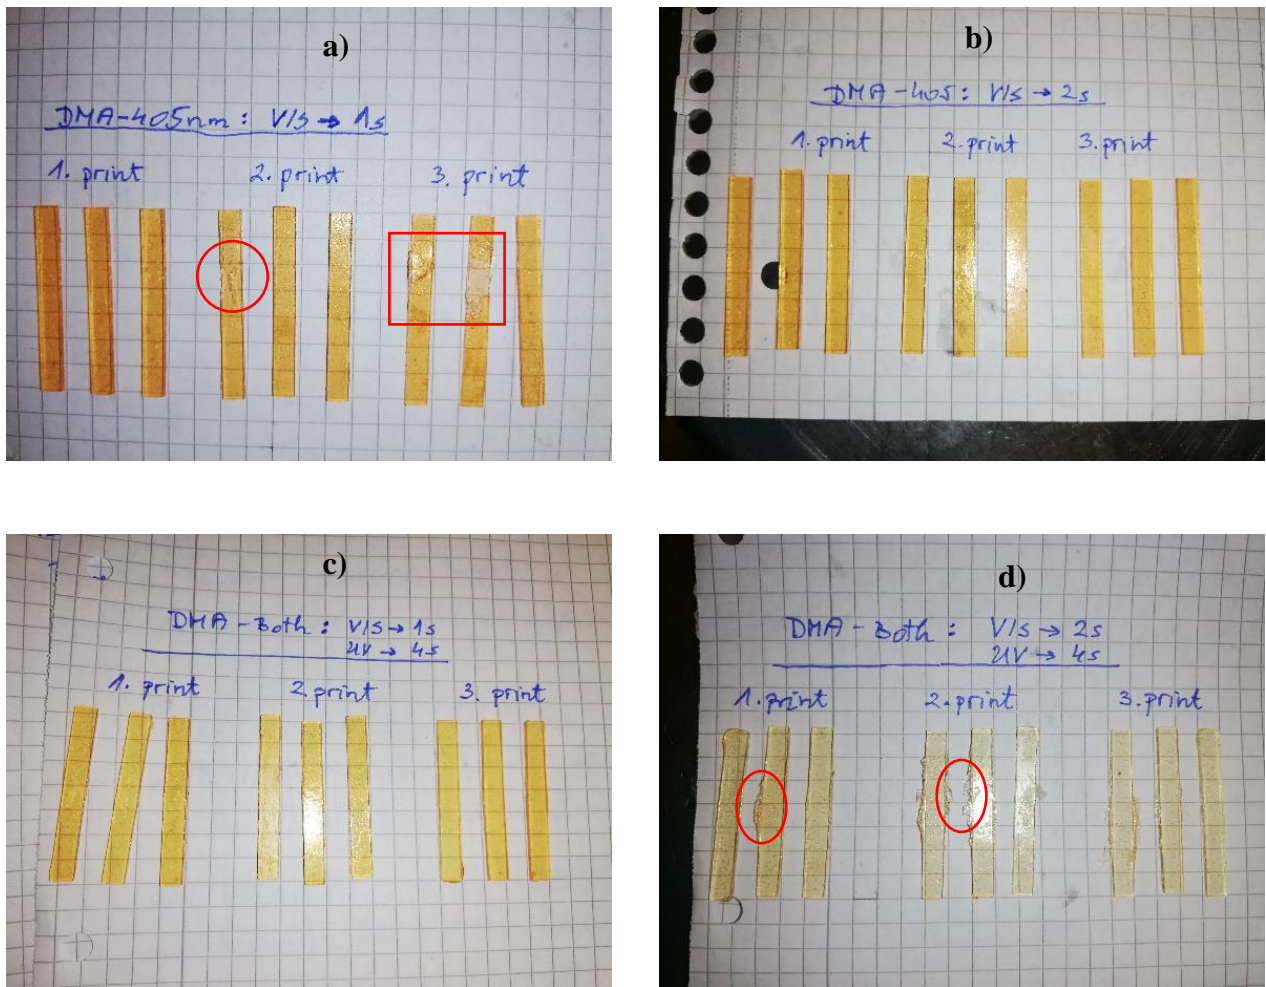 a)
DMA-405nm: V/s → 1s
1. print 2. print 3. print
b)
DMA-405: V/s → 2s
1. print 2. print 3. print
c)
DMA-Both: V/s → 1s
UV → 4s
1. print 2. print 3. print
d)
DMA-Both: V/s → 2s
UV → 4s
1. print 2. print 3. print